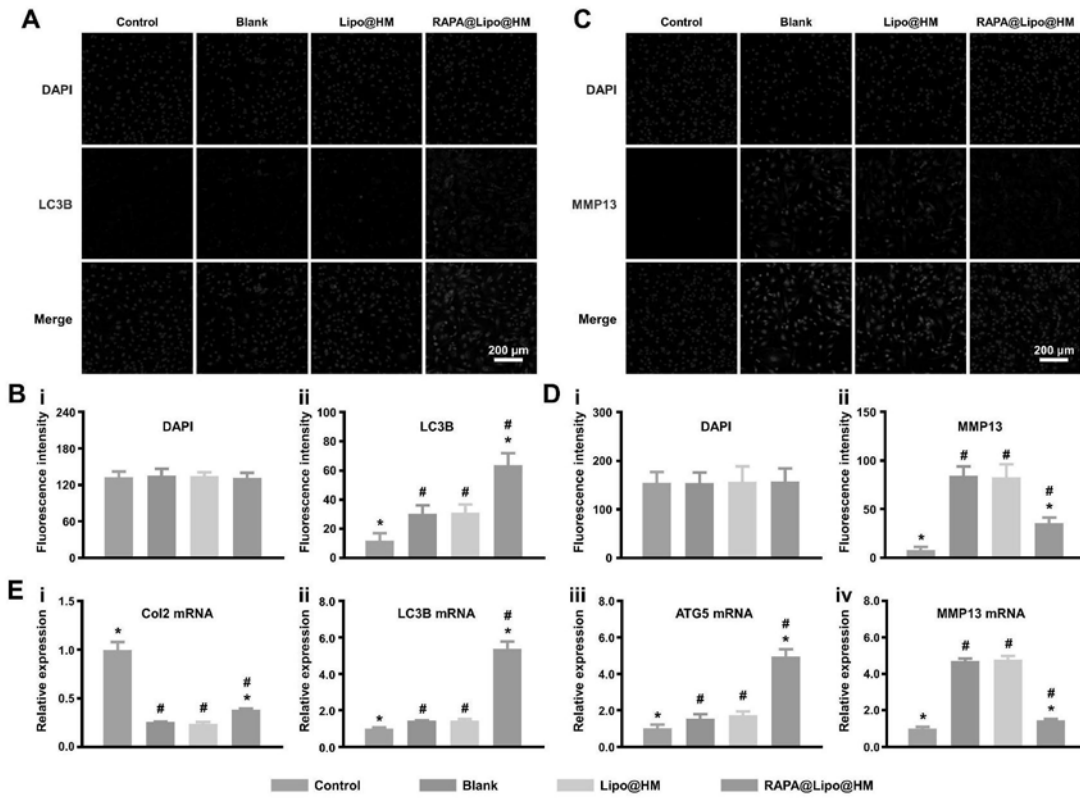 A
Control Blank Lipo@HM RAPA@Lipo@HM
DAPI
LC3B
Merge
200 µm
C
Control Blank Lipo@HM RAPA@Lipo@HM
DAPI
MMP13
Merge
200 µm
B
i
DAPI
Fluorescence intensity
240
180
120
60
0
ii
LC3B
Fluorescence intensity
100
80
60
40
20
0
*
#
#
#
*
D
i
DAPI
Fluorescence intensity
300
200
100
0
ii
MMP13
Fluorescence intensity
150
100
50
0
*
#
#
#
*
E
i
Col2 mRNA
Relative expression
1.5
1.0
0.5
0.0
*
#
#
#
*
ii
LC3B mRNA
Relative expression
8.0
6.0
4.0
2.0
0.0
*
#
#
#
*
iii
ATG5 mRNA
Relative expression
8.0
6.0
4.0
2.0
0.0
*
#
*
#
*
iv
MMP13 mRNA
Relative expression
8.0
6.0
4.0
2.0
0.0
*
#
#
#
*
Control Blank Lipo@HM RAPA@Lipo@HM